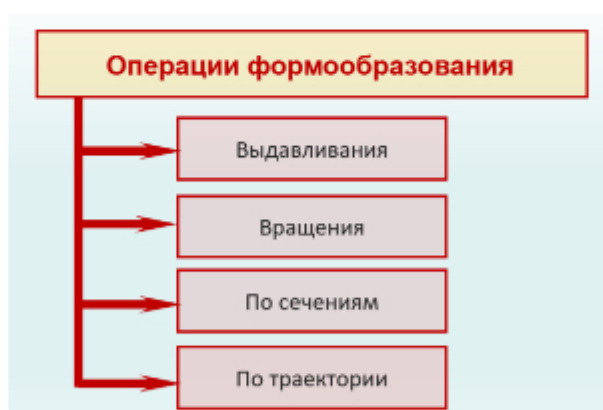 Операции формообразования
Выдавливания
Вращения
По сечениям
По траектории